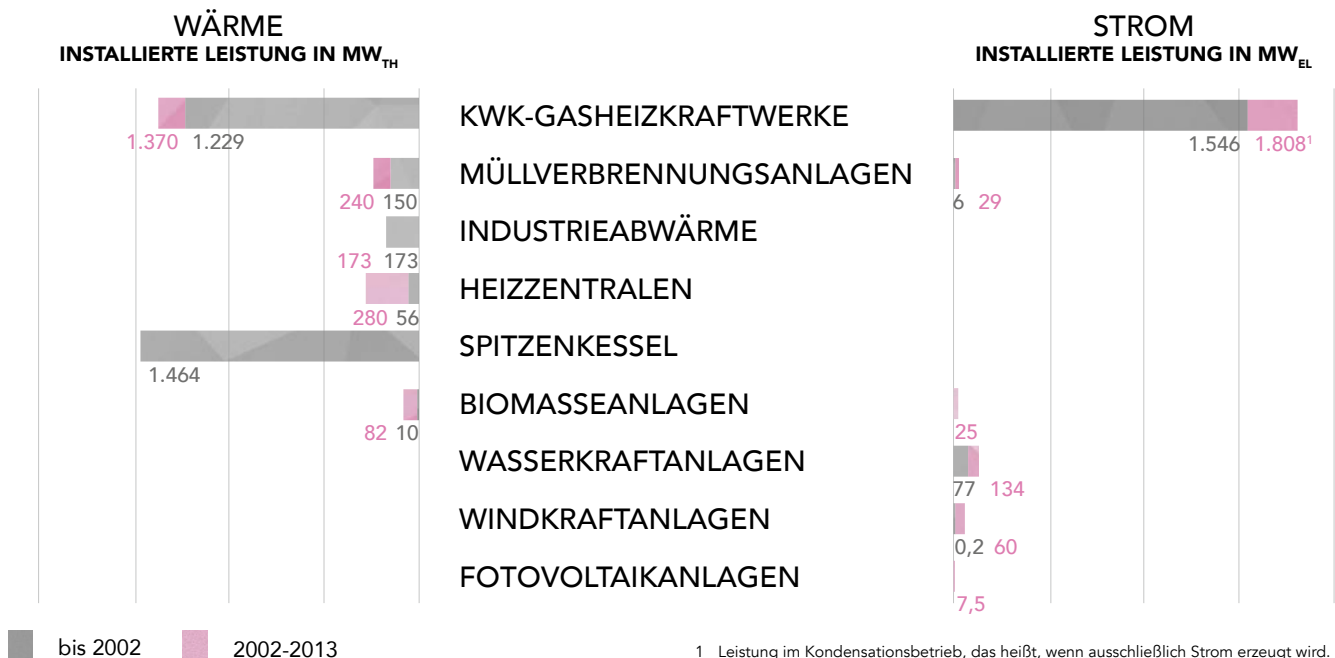 WÄRME
INSTALLIERTE LEISTUNG IN MW_TH
STROM
INSTALLIERTE LEISTUNG IN MW_EL
1.370 1.229
KWK-GASHEIZKRAFTWERKE
1.546 1.808¹
240 150
MÜLLVERBRENNUNGSANLAGEN
6 29
173 173
INDUSTRIEABWÄRME
280 56
HEIZZENTRALEN
1.464
SPITZENKESSEL
82 10
BIOMASSEANLAGEN
25
WASSERKRAFTANLAGEN
77 134
WINDKRAFTANLAGEN
0,2 60
FOTOVOLTAIKANLAGEN
7,5
bis 2002
2002-2013
1 Leistung im Kondensationsbetrieb, das heißt, wenn ausschließlich Strom erzeugt wird.